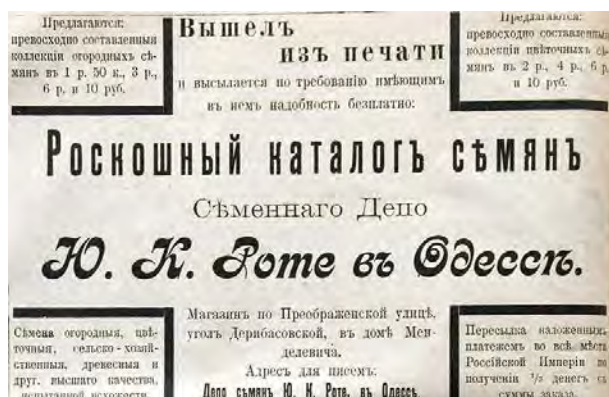 Предлагаются:
превосходно составленныя
коллекціи огородныхъ сѣ-
мянъ въ 1 р. 50 к., 3 р.,
6 р. и 10 руб.
Вышелъ
изъ печати
и высылается по требованію имѣющимъ
въ немъ надобность безплатно:
Предлагаются:
превосходно составленныя
коллекціи цвѣточныхъ сѣ-
мянъ въ 2 р., 4 р., 6 р.
и 10 руб.
Роскошный каталогъ сѣмянъ
Сѣменнаго Депо
Ю. К. Роте въ Одессѣ.
Сѣмена огородныя, цвѣ-
точныя, сельско-хозяй-
ственныя, древесныя и
друг. высшаго качества,
испытанной всхожести
Магазинъ по Преображенской улицѣ,
уголъ Дерибасовской, въ домѣ Мен-
делевича.
Адресъ для писемъ:
Депо сѣмянъ Ю. К. Роте, въ Одессѣ
Пересылка наложеннымъ
платежемъ во всѣ мѣста
Россійской Имперіи по
полученіи ⅓ денегъ съ
суммы заказа.